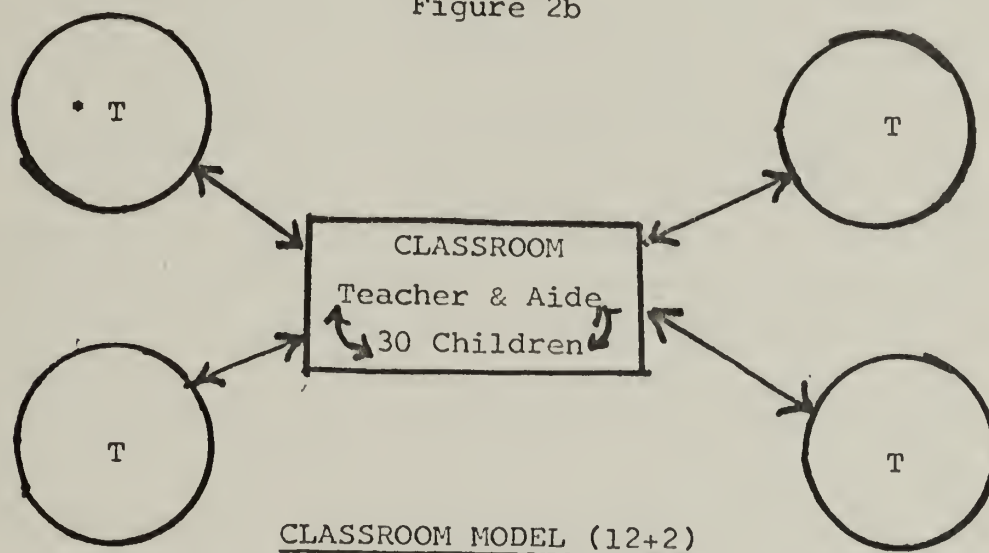 Figure 2b
• T
T
CLASSROOM
Teacher & Aide
30 Children
T
T
CLASSROOM MODEL (12+2)